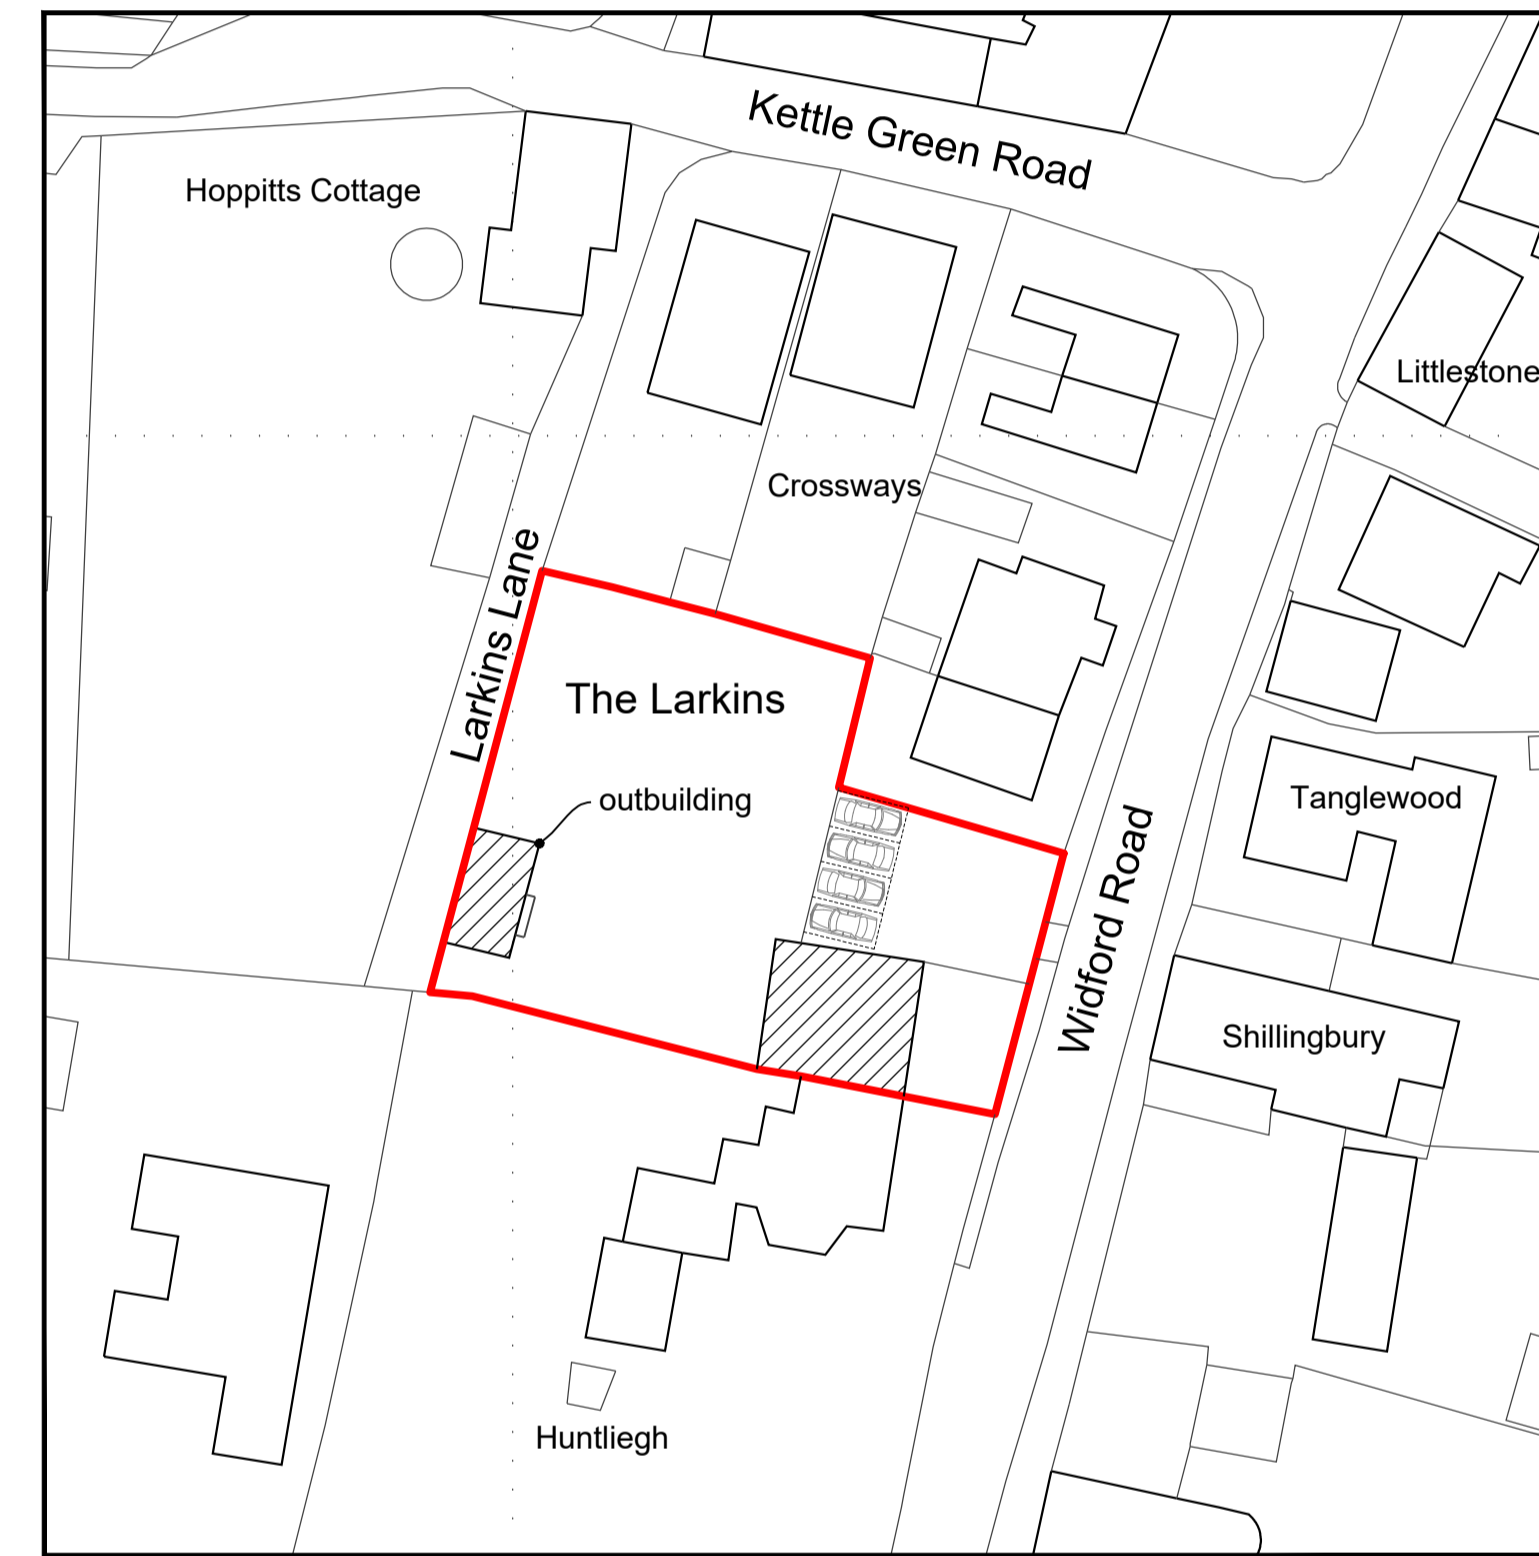 Kettle Green Road
Hoppitts Cottage
Littlestone
Crossways
Larkins Lane
The Larkins
outbuilding
Tanglewood
Widford Road
Shillingbury
Huntliegh